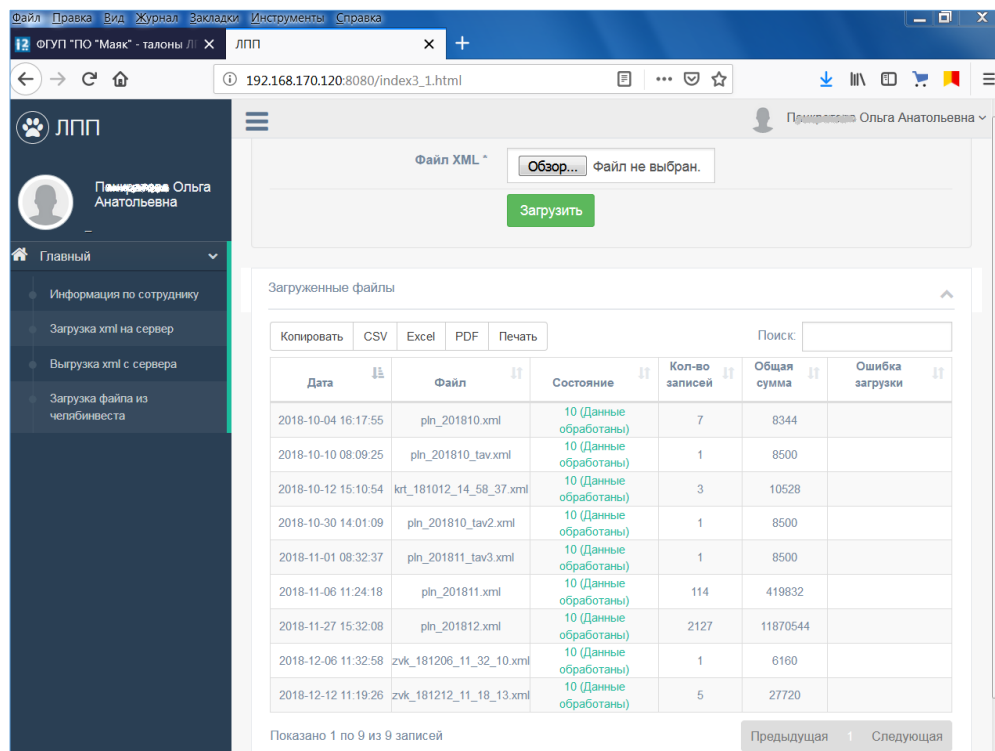 Файл Правка Вид Журнал Закладки Инструменты Справка
ФГУП "ПО "Маяк" - талоны Л
ЛПП
192.168.170.120:8080/index3_1.html
ЛПП
Ольга Анатольевна
Ольга
Анатольевна
Главный
Информация по сотруднику
Загрузка xml на сервер
Выгрузка xml с сервера
Загрузка файла из
челябинвеста
Файл XML *
Обзор... Файл не выбран.
Загрузить
Загруженные файлы
Копировать CSV Excel PDF Печать
Поиск:
Дата Файл Состояние Кол-во записей Общая сумма Ошибка загрузки
2018-10-04 16:17:55 pln_201810.xml 10 (Данные обработаны) 7 8344
2018-10-10 08:09:25 pln_201810_tav.xml 10 (Данные обработаны) 1 8500
2018-10-12 15:10:54 krt_181012_14_58_37.xml 10 (Данные обработаны) 3 10528
2018-10-30 14:01:09 pln_201810_tav2.xml 10 (Данные обработаны) 1 8500
2018-11-01 08:32:37 pln_201811_tav3.xml 10 (Данные обработаны) 1 8500
2018-11-06 11:24:18 pln_201811.xml 10 (Данные обработаны) 114 419832
2018-11-27 15:32:08 pln_201812.xml 10 (Данные обработаны) 2127 11870544
2018-12-06 11:32:58 zvk_181206_11_32_10.xml 10 (Данные обработаны) 1 6160
2018-12-12 11:19:26 zvk_181212_11_18_13.xml 10 (Данные обработаны) 5 27720
Показано 1 по 9 из 9 записей
Предыдущая 1 Следующая